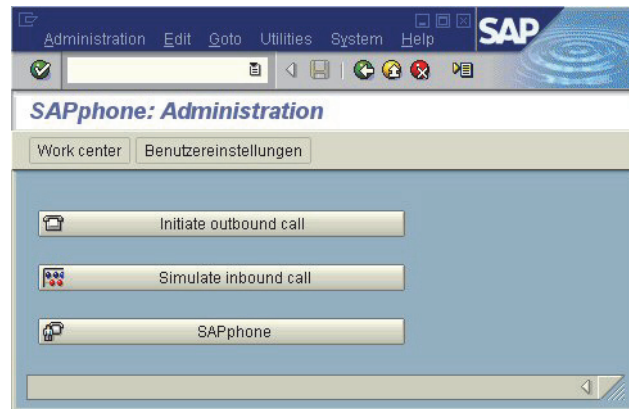 Administration Edit Goto Utilities System Help
SAP
SAPphone: Administration
Work center Benutzereinstellungen
Initiate outbound call
Simulate inbound call
SAPphone